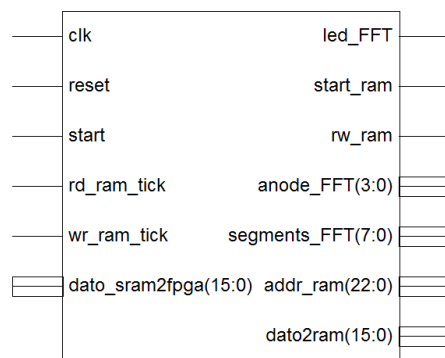 clk led_FFT
reset start_ram
start rw_ram
rd_ram_tick anode_FFT(3:0)
wr_ram_tick segments_FFT(7:0)
dato_sram2fpga(15:0) addr_ram(22:0)
dato2ram(15:0)